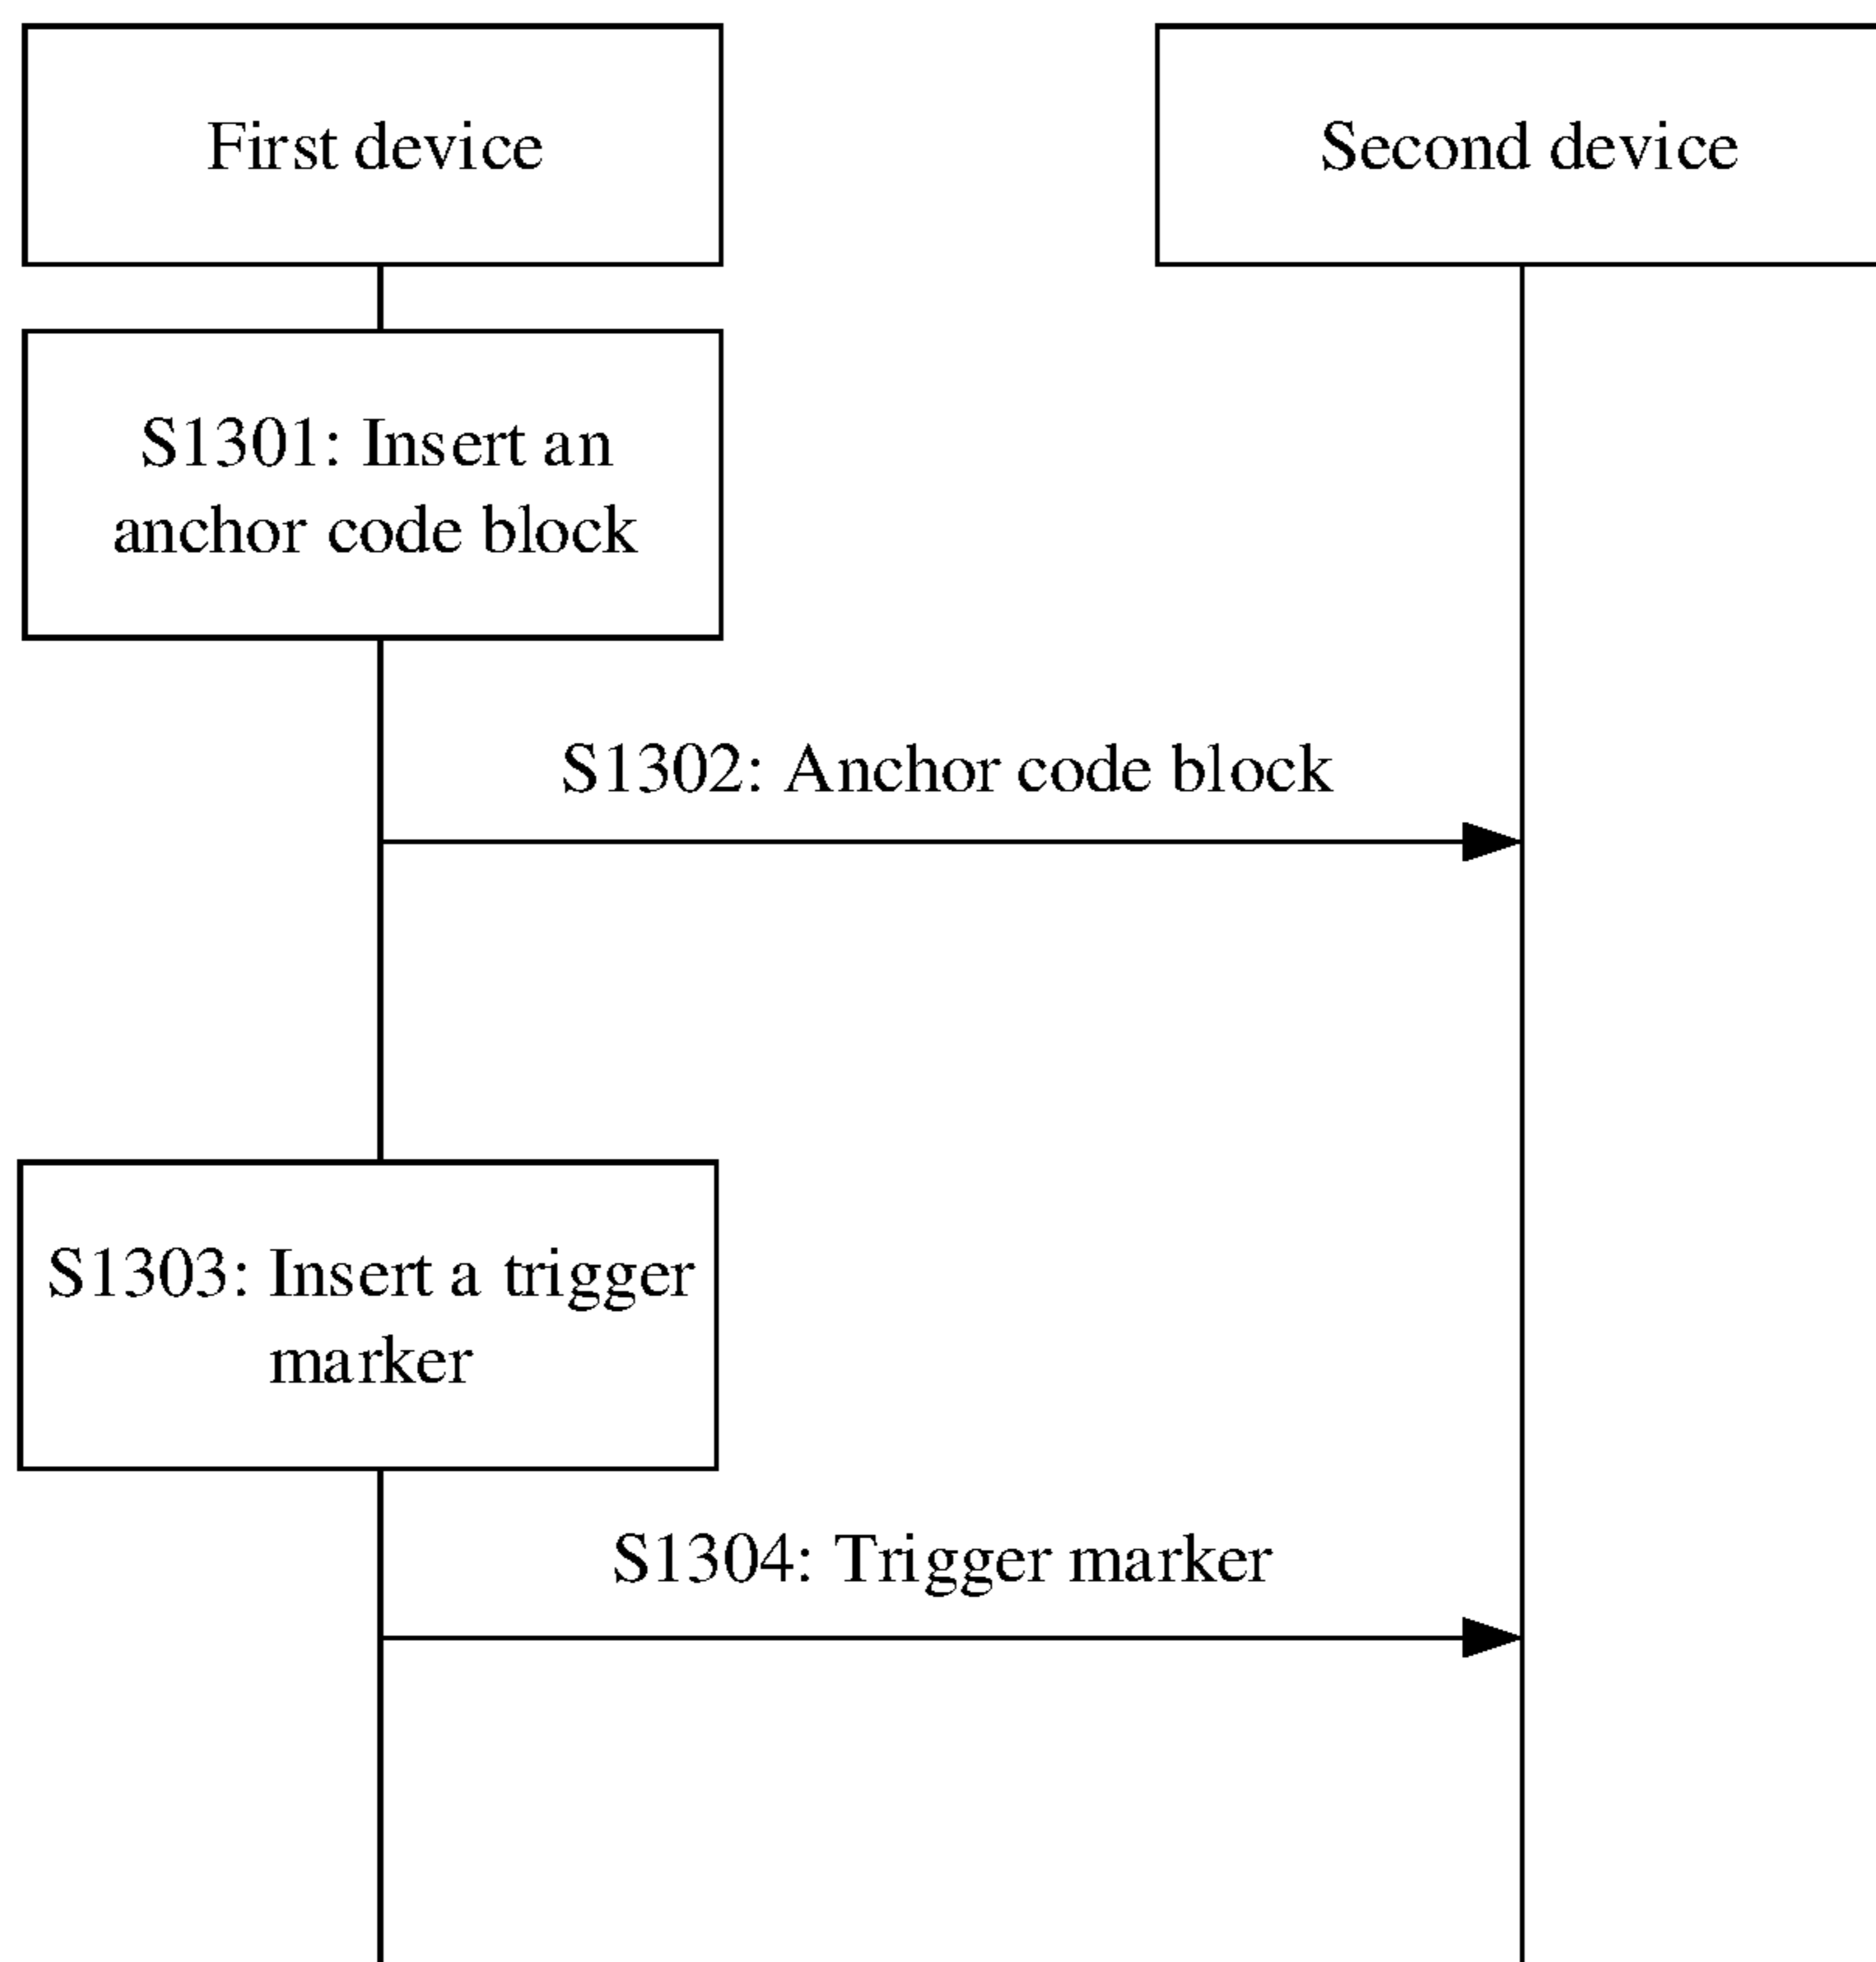 First device
Second device
S1301: Insert an
anchor code block
S1302: Anchor code block
S1303: Insert a trigger
marker
S1304: Trigger marker